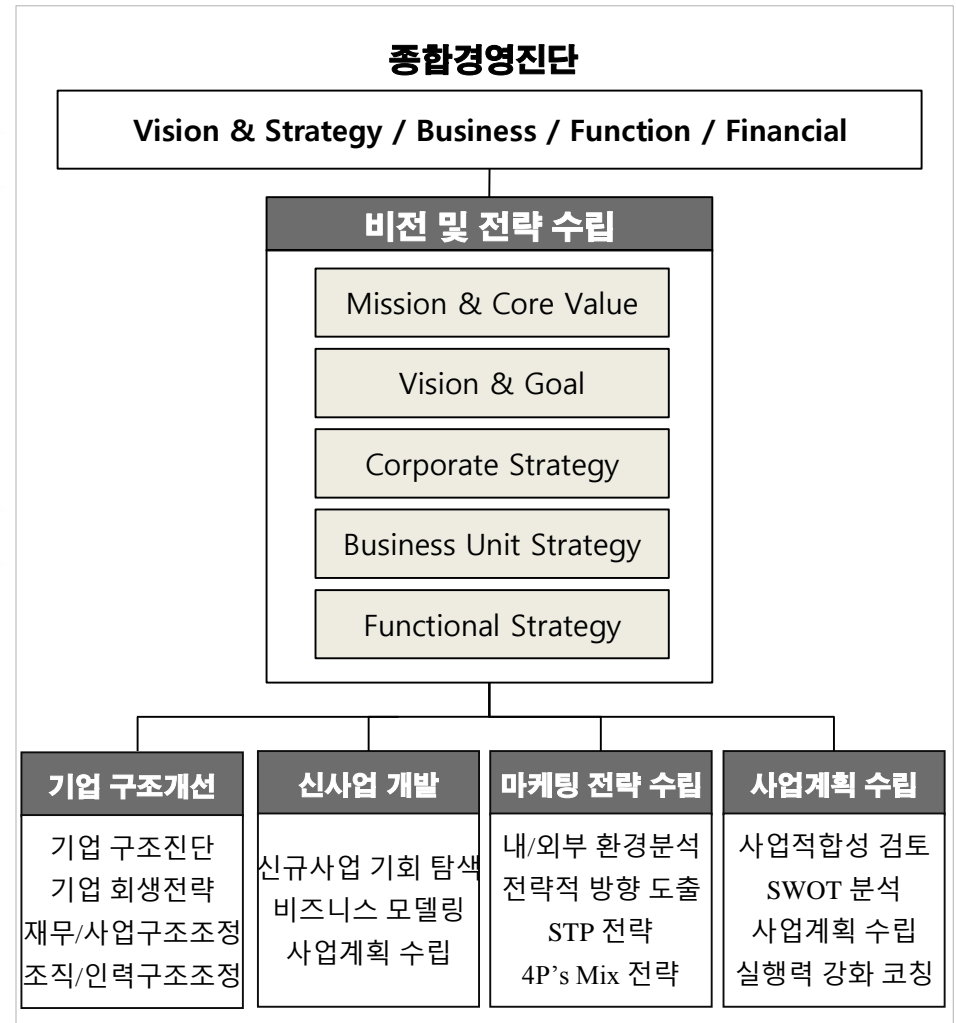 종합경영진단
Vision & Strategy / Business / Function / Financial
비전 및 전략 수립
Mission & Core Value
Vision & Goal
Corporate Strategy
Business Unit Strategy
Functional Strategy
기업 구조개선
기업 구조진단
기업 회생전략
재무/사업구조조정
조직/인력구조조정
신사업 개발
신규사업 기회 탐색
비즈니스 모델링
사업계획 수립
마케팅 전략 수립
내/외부 환경분석
전략적 방향 도출
STP 전략
4P's Mix 전략
사업계획 수립
사업적합성 검토
SWOT 분석
사업계획 수립
실행력 강화 코칭